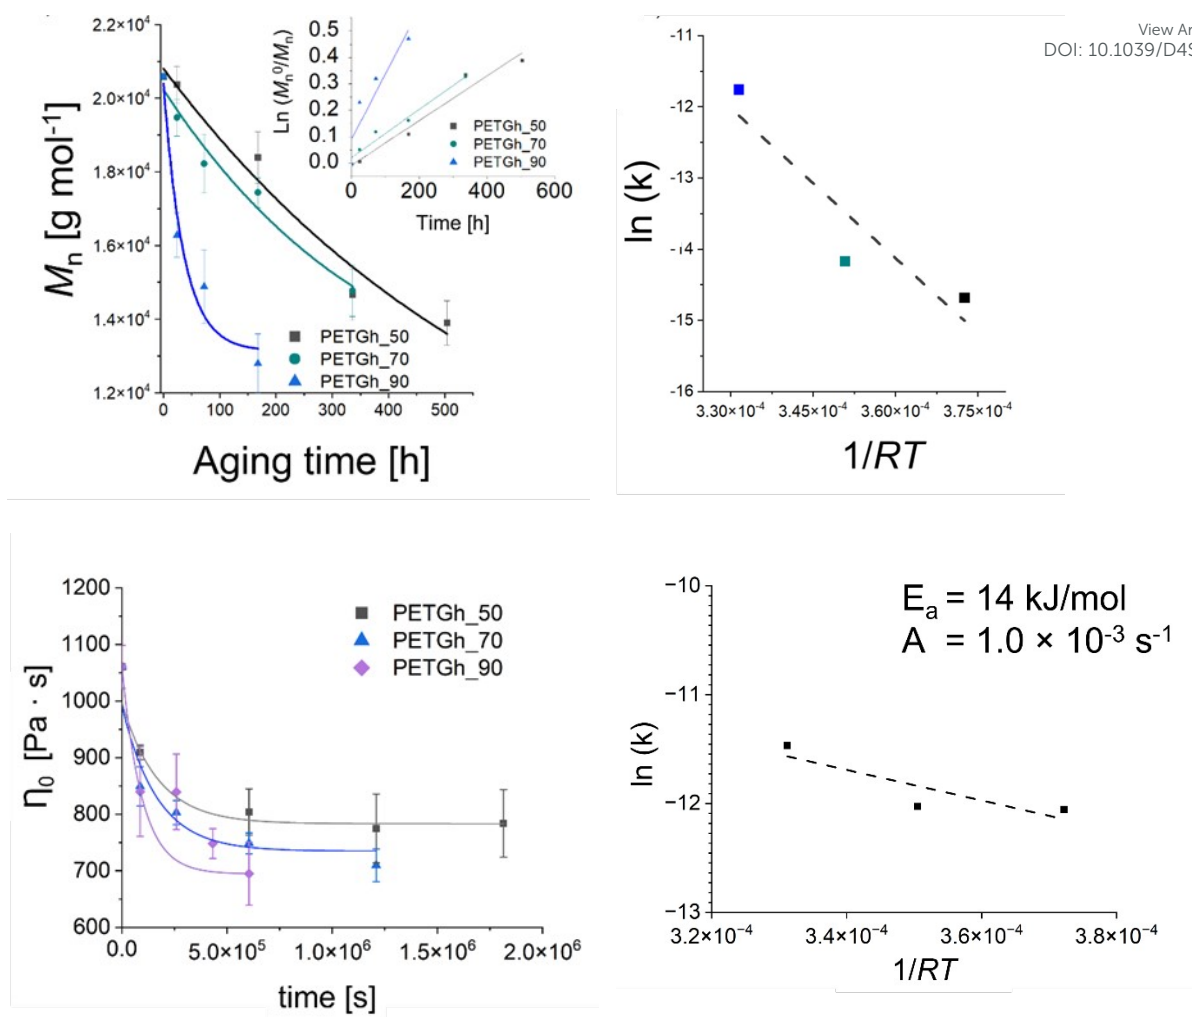 View Ar
DOI: 10.1039/D4S
2.2×10⁴
2.0×10⁴
1.8×10⁴
1.6×10⁴
1.4×10⁴
1.2×10⁴
Mₙ [g mol⁻¹]
0 100 200 300 400 500
Aging time [h]
PETGh_50
PETGh_70
PETGh_90
Ln (Mₙ⁰/Mₙ)
0.5
0.4
0.3
0.2
0.1
0.0
PETGh_50
PETGh_70
PETGh_90
0 200 400 600
Time [h]
ln (k)
-11
-12
-13
-14
-15
-16
3.30×10⁻⁴ 3.45×10⁻⁴ 3.60×10⁻⁴ 3.75×10⁻⁴
1/RT
η₀ [Pa · s]
1200
1100
1000
900
800
700
600
PETGh_50
PETGh_70
PETGh_90
0.0 5.0×10⁵ 1.0×10⁶ 1.5×10⁶ 2.0×10⁶
time [s]
ln (k)
−10
−11
−12
−13
Eₐ = 14 kJ/mol
A = 1.0 × 10⁻³ s⁻¹
3.2×10⁻⁴ 3.4×10⁻⁴ 3.6×10⁻⁴ 3.8×10⁻⁴
1/RT